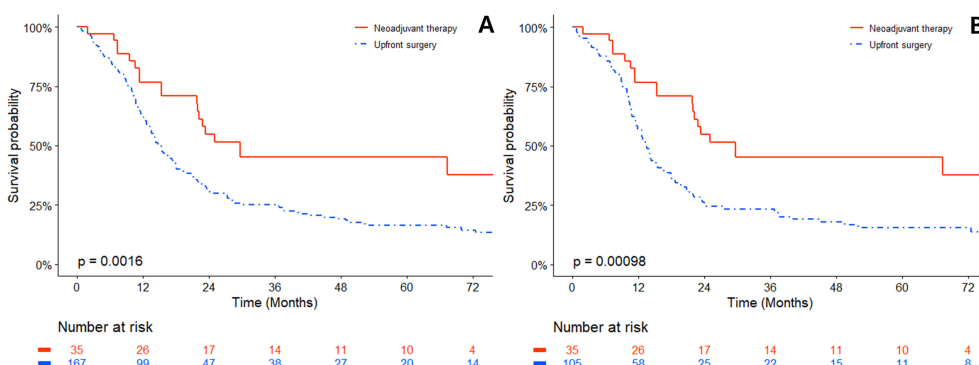 A
Neoadjuvant therapy
Upfront surgery
100%
75%
50%
25%
0%
Survival probability
p = 0.0016
0 12 24 36 48 60 72
Time (Months)
Number at risk
35 26 17 14 11 10 4
167 99 47 38 27 20 14
B
Neoadjuvant therapy
Upfront surgery
100%
75%
50%
25%
0%
Survival probability
p = 0.00098
0 12 24 36 48 60 72
Time (Months)
Number at risk
35 26 17 14 11 10 4
105 58 25 22 15 11 8